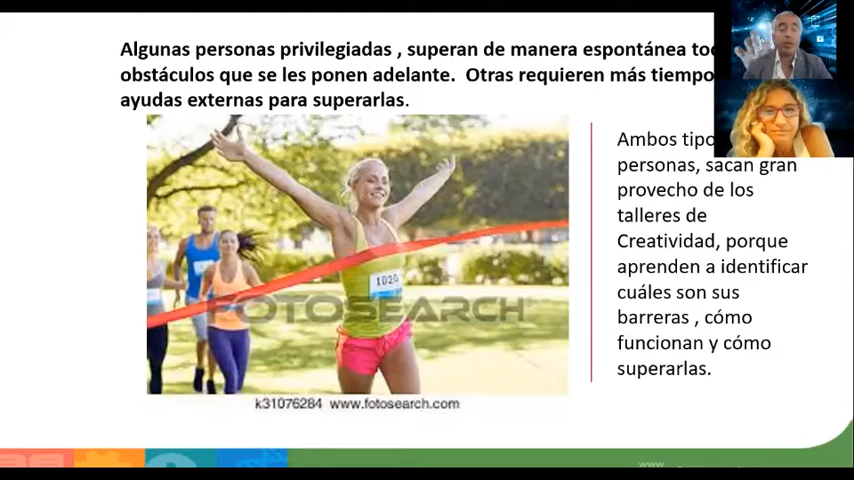 Algunas personas privilegiadas , superan de manera espontánea
obstáculos que se les ponen adelante. Otras requieren más tiempo
ayudas externas para superarlas.
Ambos
personas, sacan gran
provecho de los
talleres de
Creatividad, porque
aprenden a identificar
cuáles son sus
barreras , cómo
funcionan y cómo
superarlas.
1020
FOTOSEARCH
k31076284 www.fotosearch.com
www.